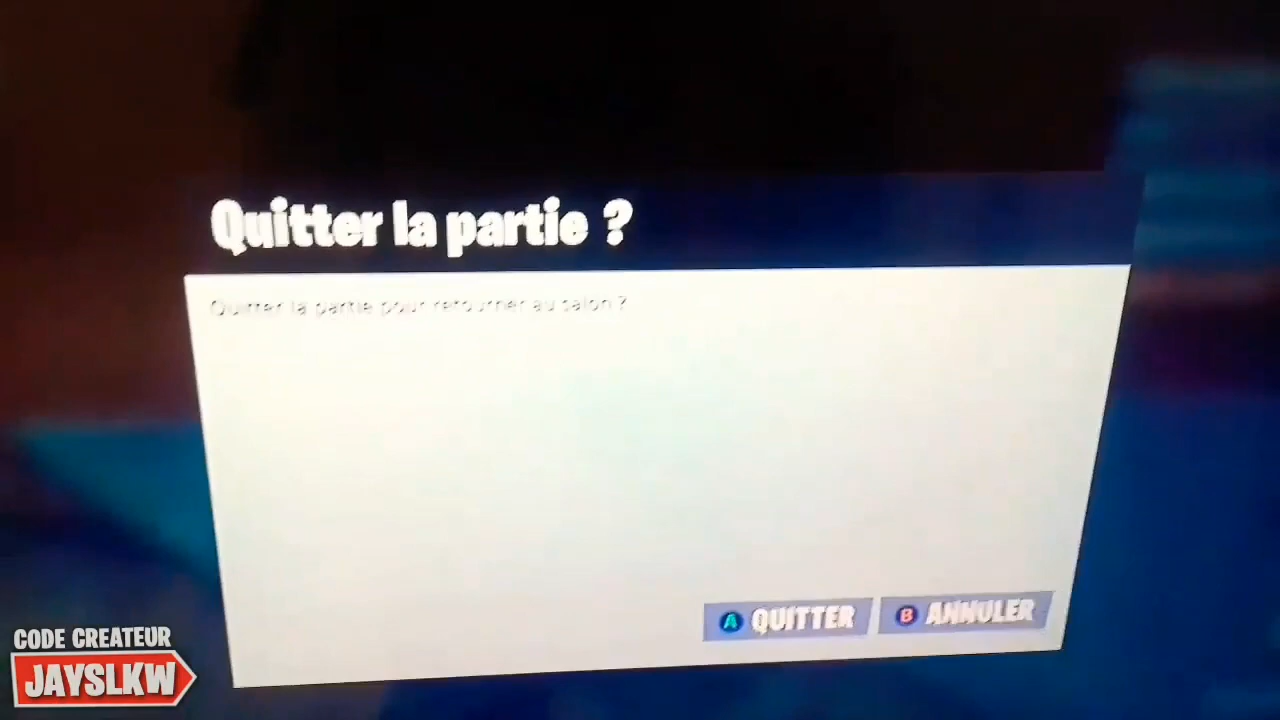 Quitter la partie ?
Quitter la partie pour retourner au salon ?
A QUITTER
B ANNULER
CODE CREATEUR
JAYSLKW